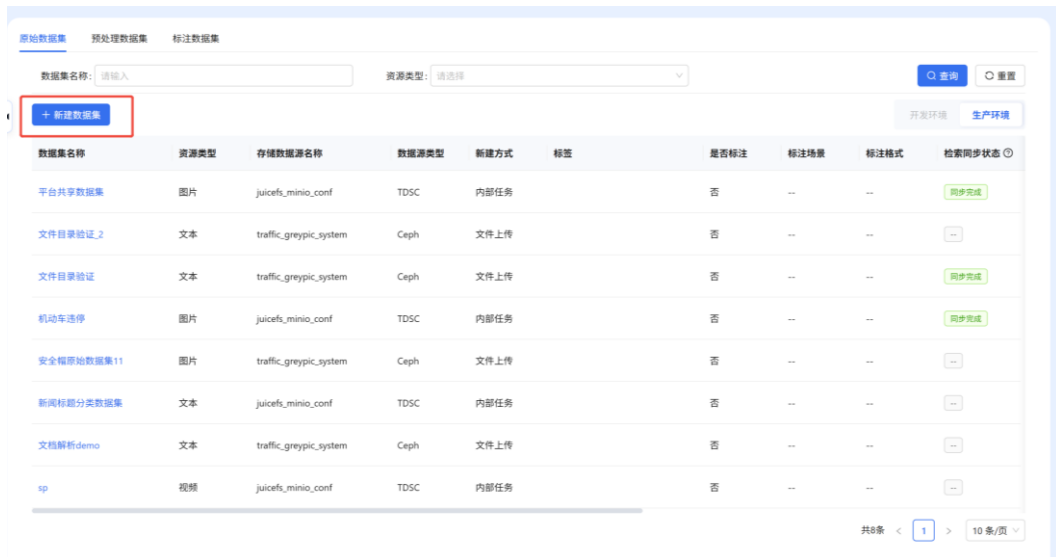 原始数据集 预处理数据集 标注数据集
数据集名称: 请输入 资源类型: 请选择 查询 重置
+ 新建数据集 开发环境 生产环境
数据集名称 资源类型 存储数据源名称 数据源类型 新建方式 标签 是否标注 标注场景 标注格式 检索同步状态
平台共享数据集 图片 juicefs_minio_conf TDSC 内部任务 否 -- -- 同步完成
文件目录验证_2 文本 traffic_greypic_system Ceph 文件上传 否 -- -- --
文件目录验证 文本 traffic_greypic_system Ceph 文件上传 否 -- -- 同步完成
机动车违停 图片 juicefs_minio_conf TDSC 内部任务 否 -- -- 同步完成
安全帽原始数据集11 图片 traffic_greypic_system Ceph 文件上传 否 -- -- --
新闻标题分类数据集 文本 juicefs_minio_conf TDSC 内部任务 否 -- -- --
文档解析demo 文本 traffic_greypic_system Ceph 文件上传 否 -- -- --
sp 视频 juicefs_minio_conf TDSC 内部任务 否 -- -- --
共8条 < 1 > 10 条/页